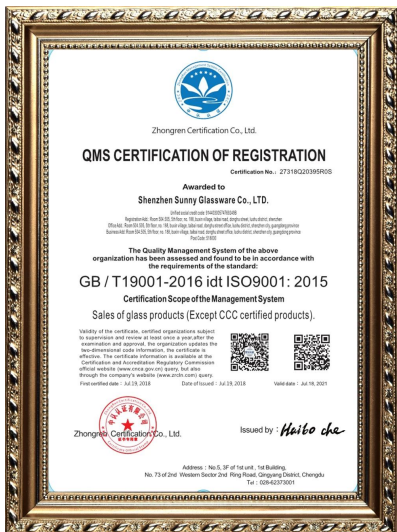 Zhongren Certification Co., Ltd.
QMS CERTIFICATION OF REGISTRATION
Certification No.: 27318Q20395R0S
Awarded to
Shenzhen Sunny Glassware Co., LTD.
The Quality Management System of the above
organization has been assessed and found to be in accordance with
the requirements of the standard:
GB / T19001-2016 idt ISO9001: 2015
Certification Scope of the Management System
Sales of glass products (Except CCC certified products).
Validity of the certificate, certified organizations subject
to supervision and review at least once a year,after the
examination and approval, the organization updates the
two-dimensional code information, the certificate is
effective. The certificate information is available at the
Certification and Accreditation Regulatory Commission
official website (www.cnca.gov.cn) query, but also
through the company's website (www.zrcln.com) query.
First certified date : Jul.19, 2018 Date of Issued : Jul.19, 2018 Valid date : Jul.18, 2021
Zhongren Certification Co., Ltd.
Issued by : Haibo che
Address : No.5, 3F of 1st unit , 1st Building,
No. 73 of 2nd Western Sector 2nd Ring Road, Qingyang District, Chengdu
Tel : 028-62373001